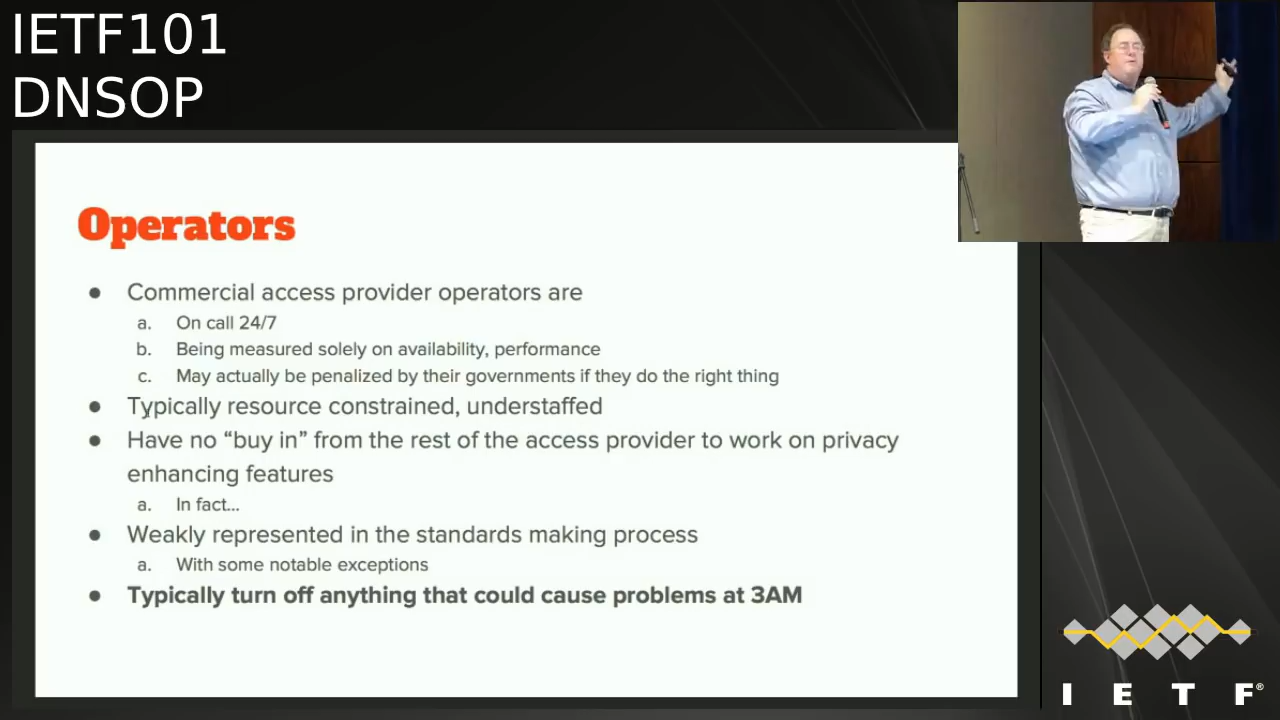 IETF101
DNSOP
Operators
● Commercial access provider operators are
a. On call 24/7
b. Being measured solely on availability, performance
c. May actually be penalized by their governments if they do the right thing
● Typically resource constrained, understaffed
● Have no “buy in” from the rest of the access provider to work on privacy
enhancing features
a. In fact...
● Weakly represented in the standards making process
a. With some notable exceptions
● Typically turn off anything that could cause problems at 3AM
I E T F®